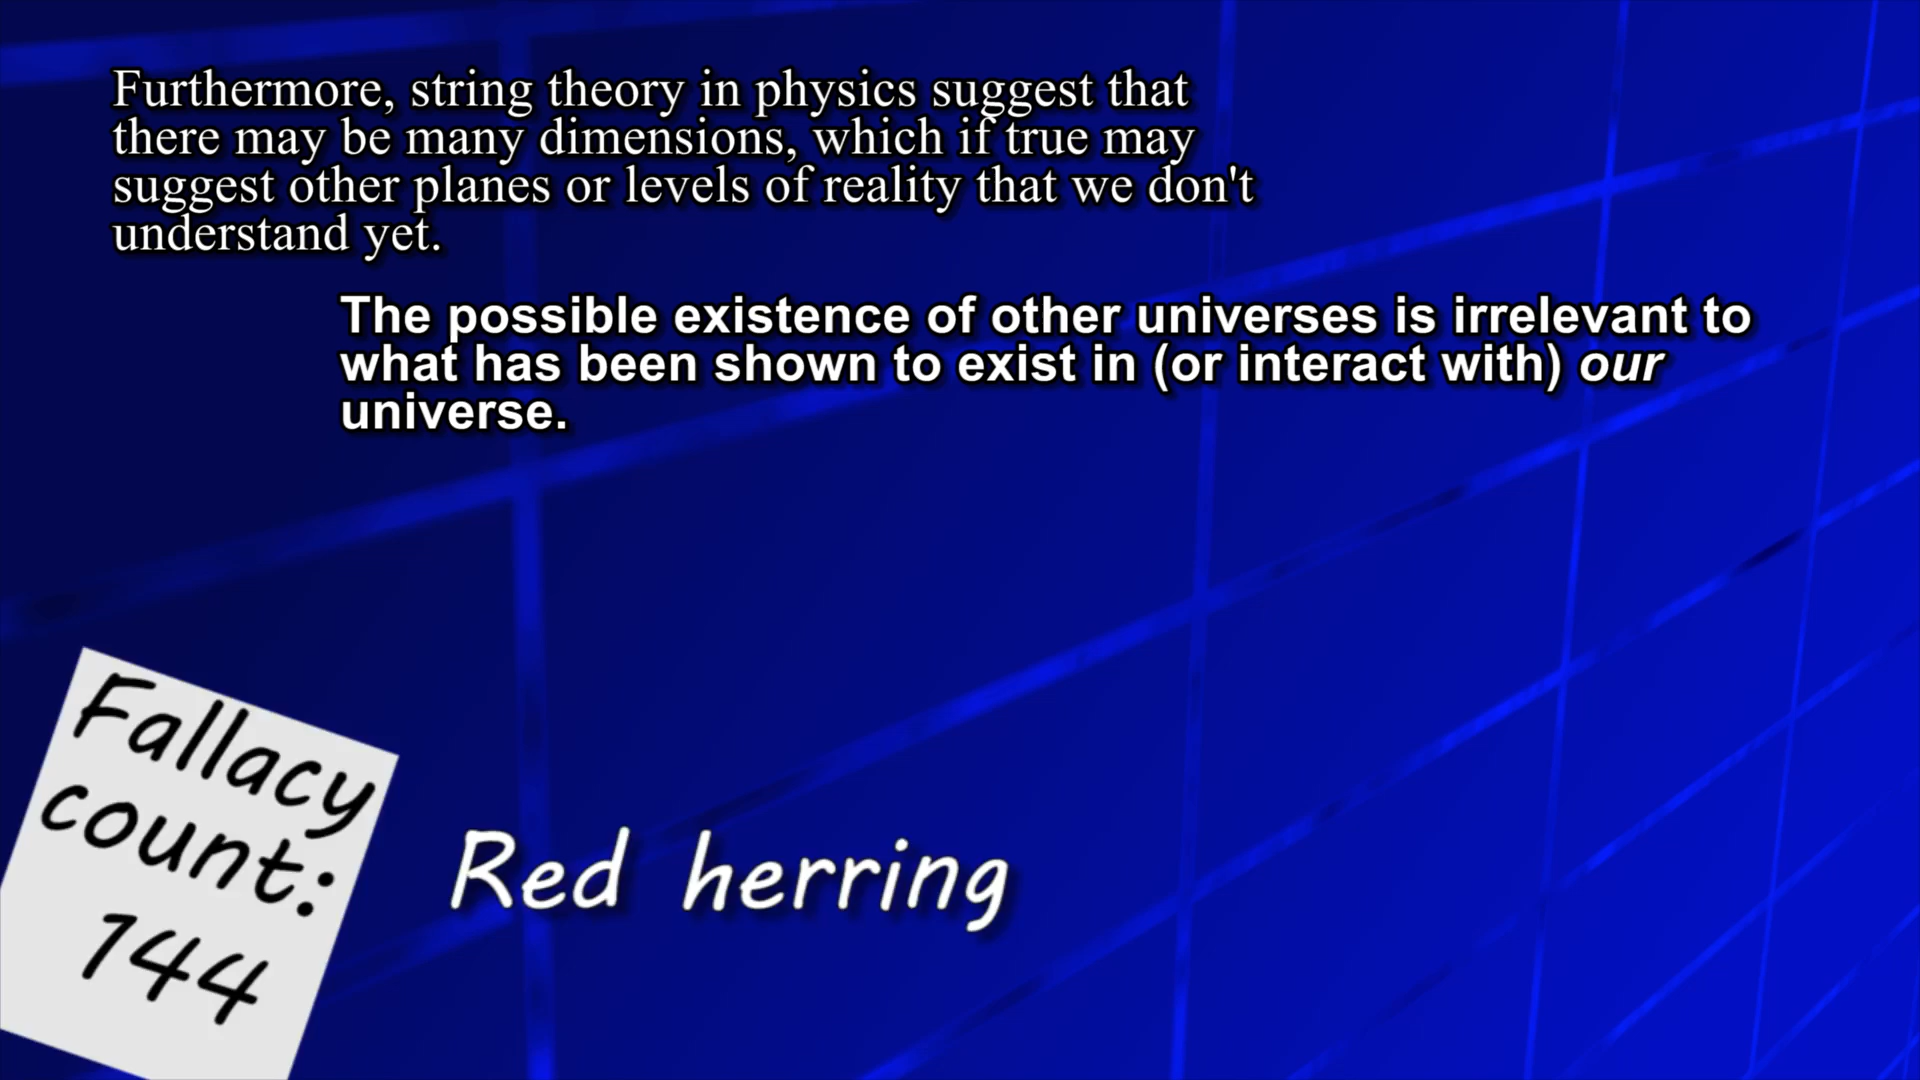 Furthermore, string theory in physics suggest that
there may be many dimensions, which if true may
suggest other planes or levels of reality that we don't
understand yet.
The possible existence of other universes is irrelevant to
what has been shown to exist in (or interact with) our
universe.
Fallacy
count:
144
Red herring